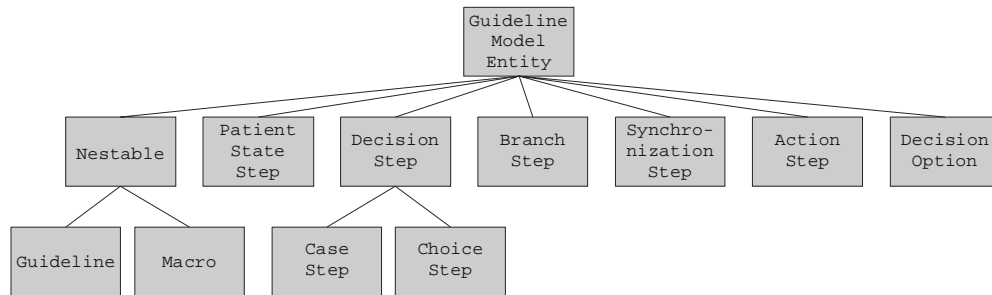 Guideline
Model
Entity
Nestable
Patient
State
Step
Decision
Step
Branch
Step
Synchro-
nization
Step
Action
Step
Decision
Option
Guideline
Macro
Case
Step
Choice
Step